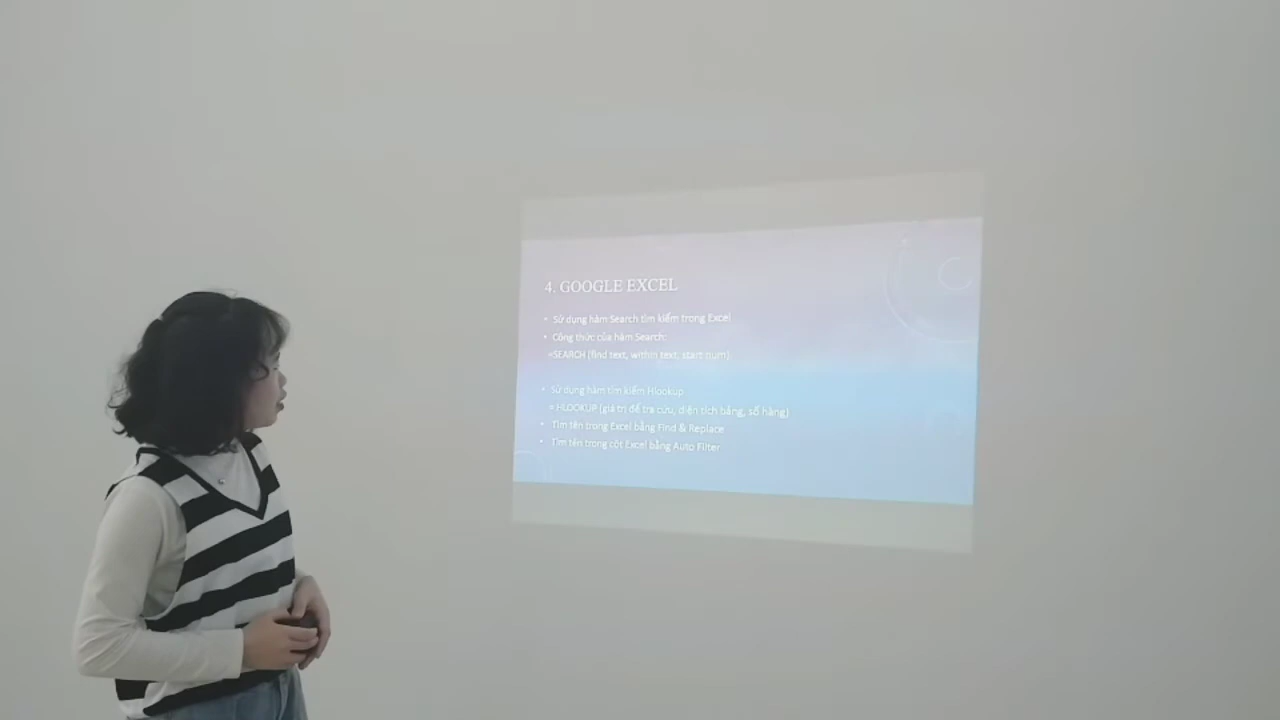 4. GOOGLE EXCEL
• Sử dụng hàm Search tìm kiếm trong Excel
• Công thức của hàm Search:
=SEARCH (find text, within text, start num)
• Sử dụng hàm tìm kiếm Hlookup
= HLOOKUP (giá trị để tra cứu, diện tích bảng, số hàng)
• Tìm tên trong Excel bằng Find & Replace
• Tìm tên trong cột Excel bằng Auto Filter